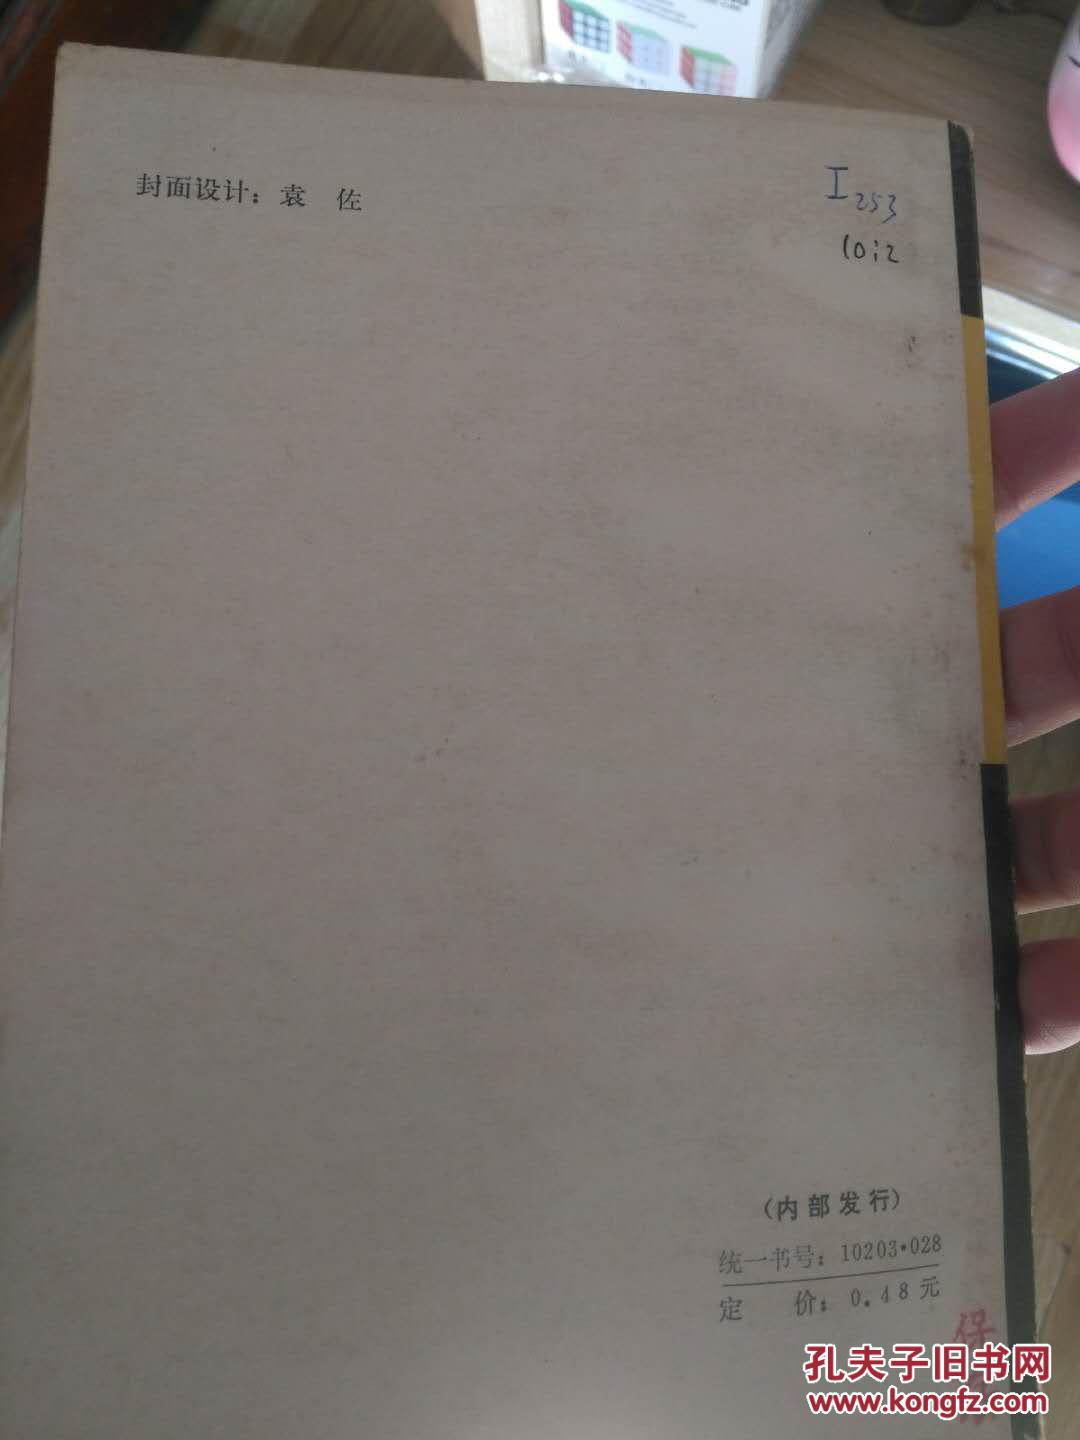 封面设计：袁 佐
I253
10:2
（内部发行）
统一书号：10203·028
定 价：0.48元
保
孔夫子旧书网
www.kongfz.com